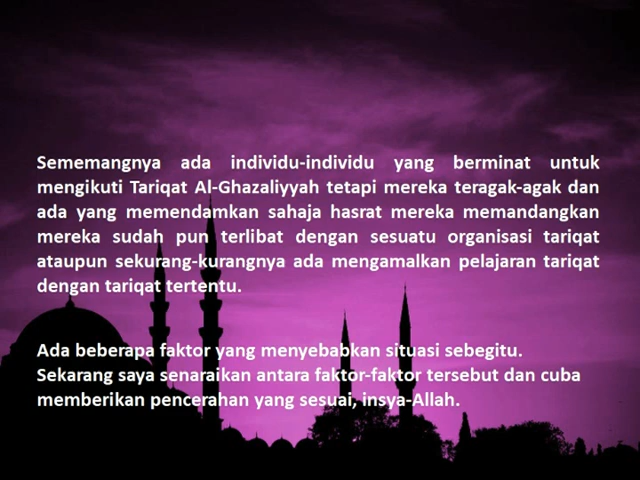 Sememangnya ada individu-individu yang berminat untuk
mengikuti Tariqat Al-Ghazaliyyah tetapi mereka teragak-agak dan
ada yang memendamkan sahaja hasrat mereka memandangkan
mereka sudah pun terlibat dengan sesuatu organisasi tariqat
ataupun sekurang-kurangnya ada mengamalkan pelajaran tariqat
dengan tariqat tertentu.
Ada beberapa faktor yang menyebabkan situasi sebegitu.
Sekarang saya senaraikan antara faktor-faktor tersebut dan cuba
memberikan pencerahan yang sesuai, insya-Allah.